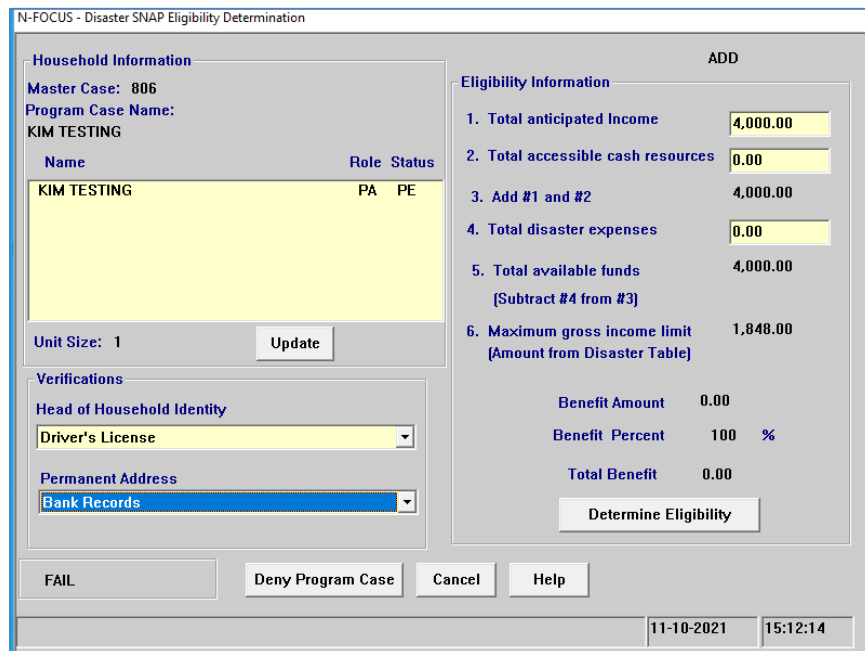 N-FOCUS - Disaster SNAP Eligibility Determination
Household Information
Master Case: 806
Program Case Name:
KIM TESTING
Name Role Status
KIM TESTING PA PE
Unit Size: 1 Update
Verifications
Head of Household Identity
Driver's License
Permanent Address
Bank Records
ADD
Eligibility Information
1. Total anticipated Income 4,000.00
2. Total accessible cash resources 0.00
3. Add #1 and #2 4,000.00
4. Total disaster expenses 0.00
5. Total available funds 4,000.00
(Subtract #4 from #3)
6. Maximum gross income limit 1,848.00
(Amount from Disaster Table)
Benefit Amount 0.00
Benefit Percent 100 %
Total Benefit 0.00
Determine Eligibility
FAIL Deny Program Case Cancel Help
11-10-2021 15:12:14